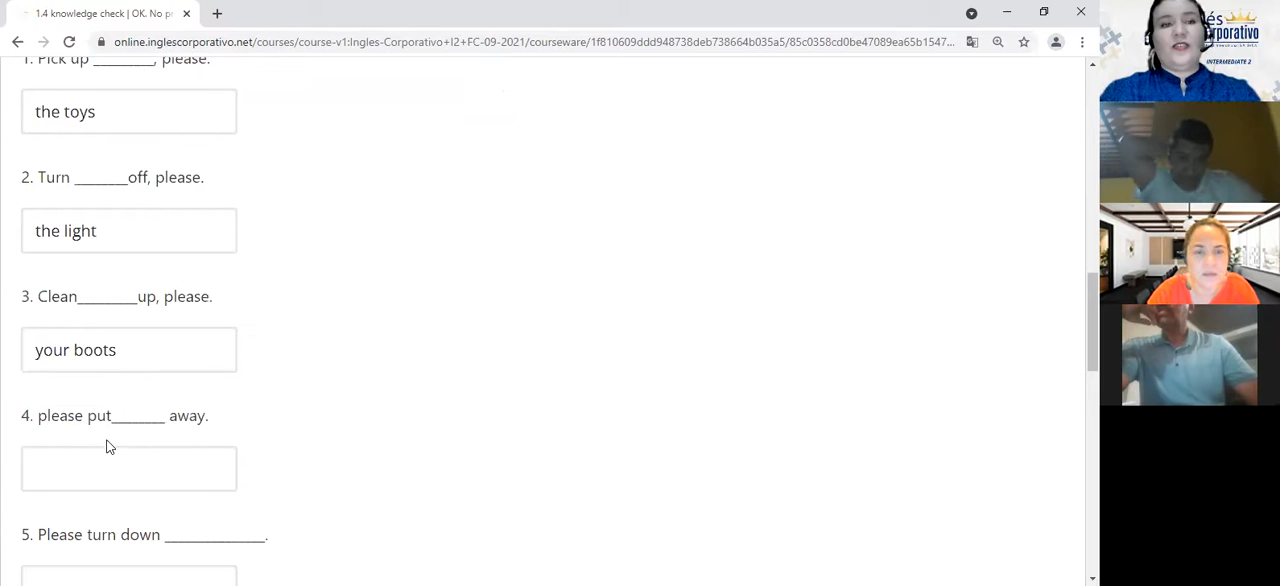 1.4 knowledge check | OK. No pr
online.inglescorporativo.net/courses/course-v1:Ingles-Corporativo+I2+FC-09-2021/courseware/1f810609ddd948738deb738664b035a5/85c0358cd0be47089ea65b1547...
1. Pick up ________, please.
the toys
2. Turn _______off, please.
the light
3. Clean________up, please.
your boots
4. please put_______ away.
5. Please turn down _____________.
INTERMEDIATE 2